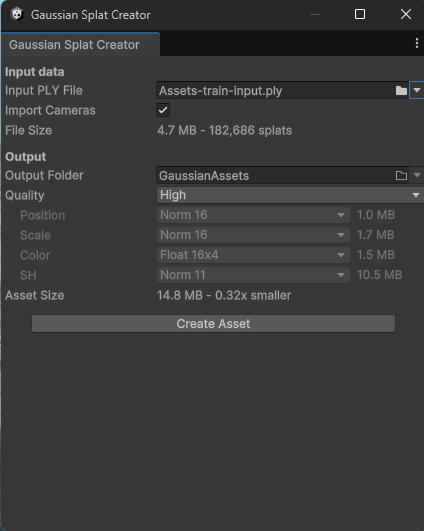 Gaussian Splat Creator
Gaussian Splat Creator
Input data
Input PLY File Assets-train-input.ply
Import Cameras
File Size 4.7 MB - 182,686 splats
Output
Output Folder GaussianAssets
Quality High
Position Norm 16 1.0 MB
Scale Norm 16 1.7 MB
Color Float 16x4 1.5 MB
SH Norm 11 10.5 MB
Asset Size 14.8 MB - 0.32x smaller
Create Asset